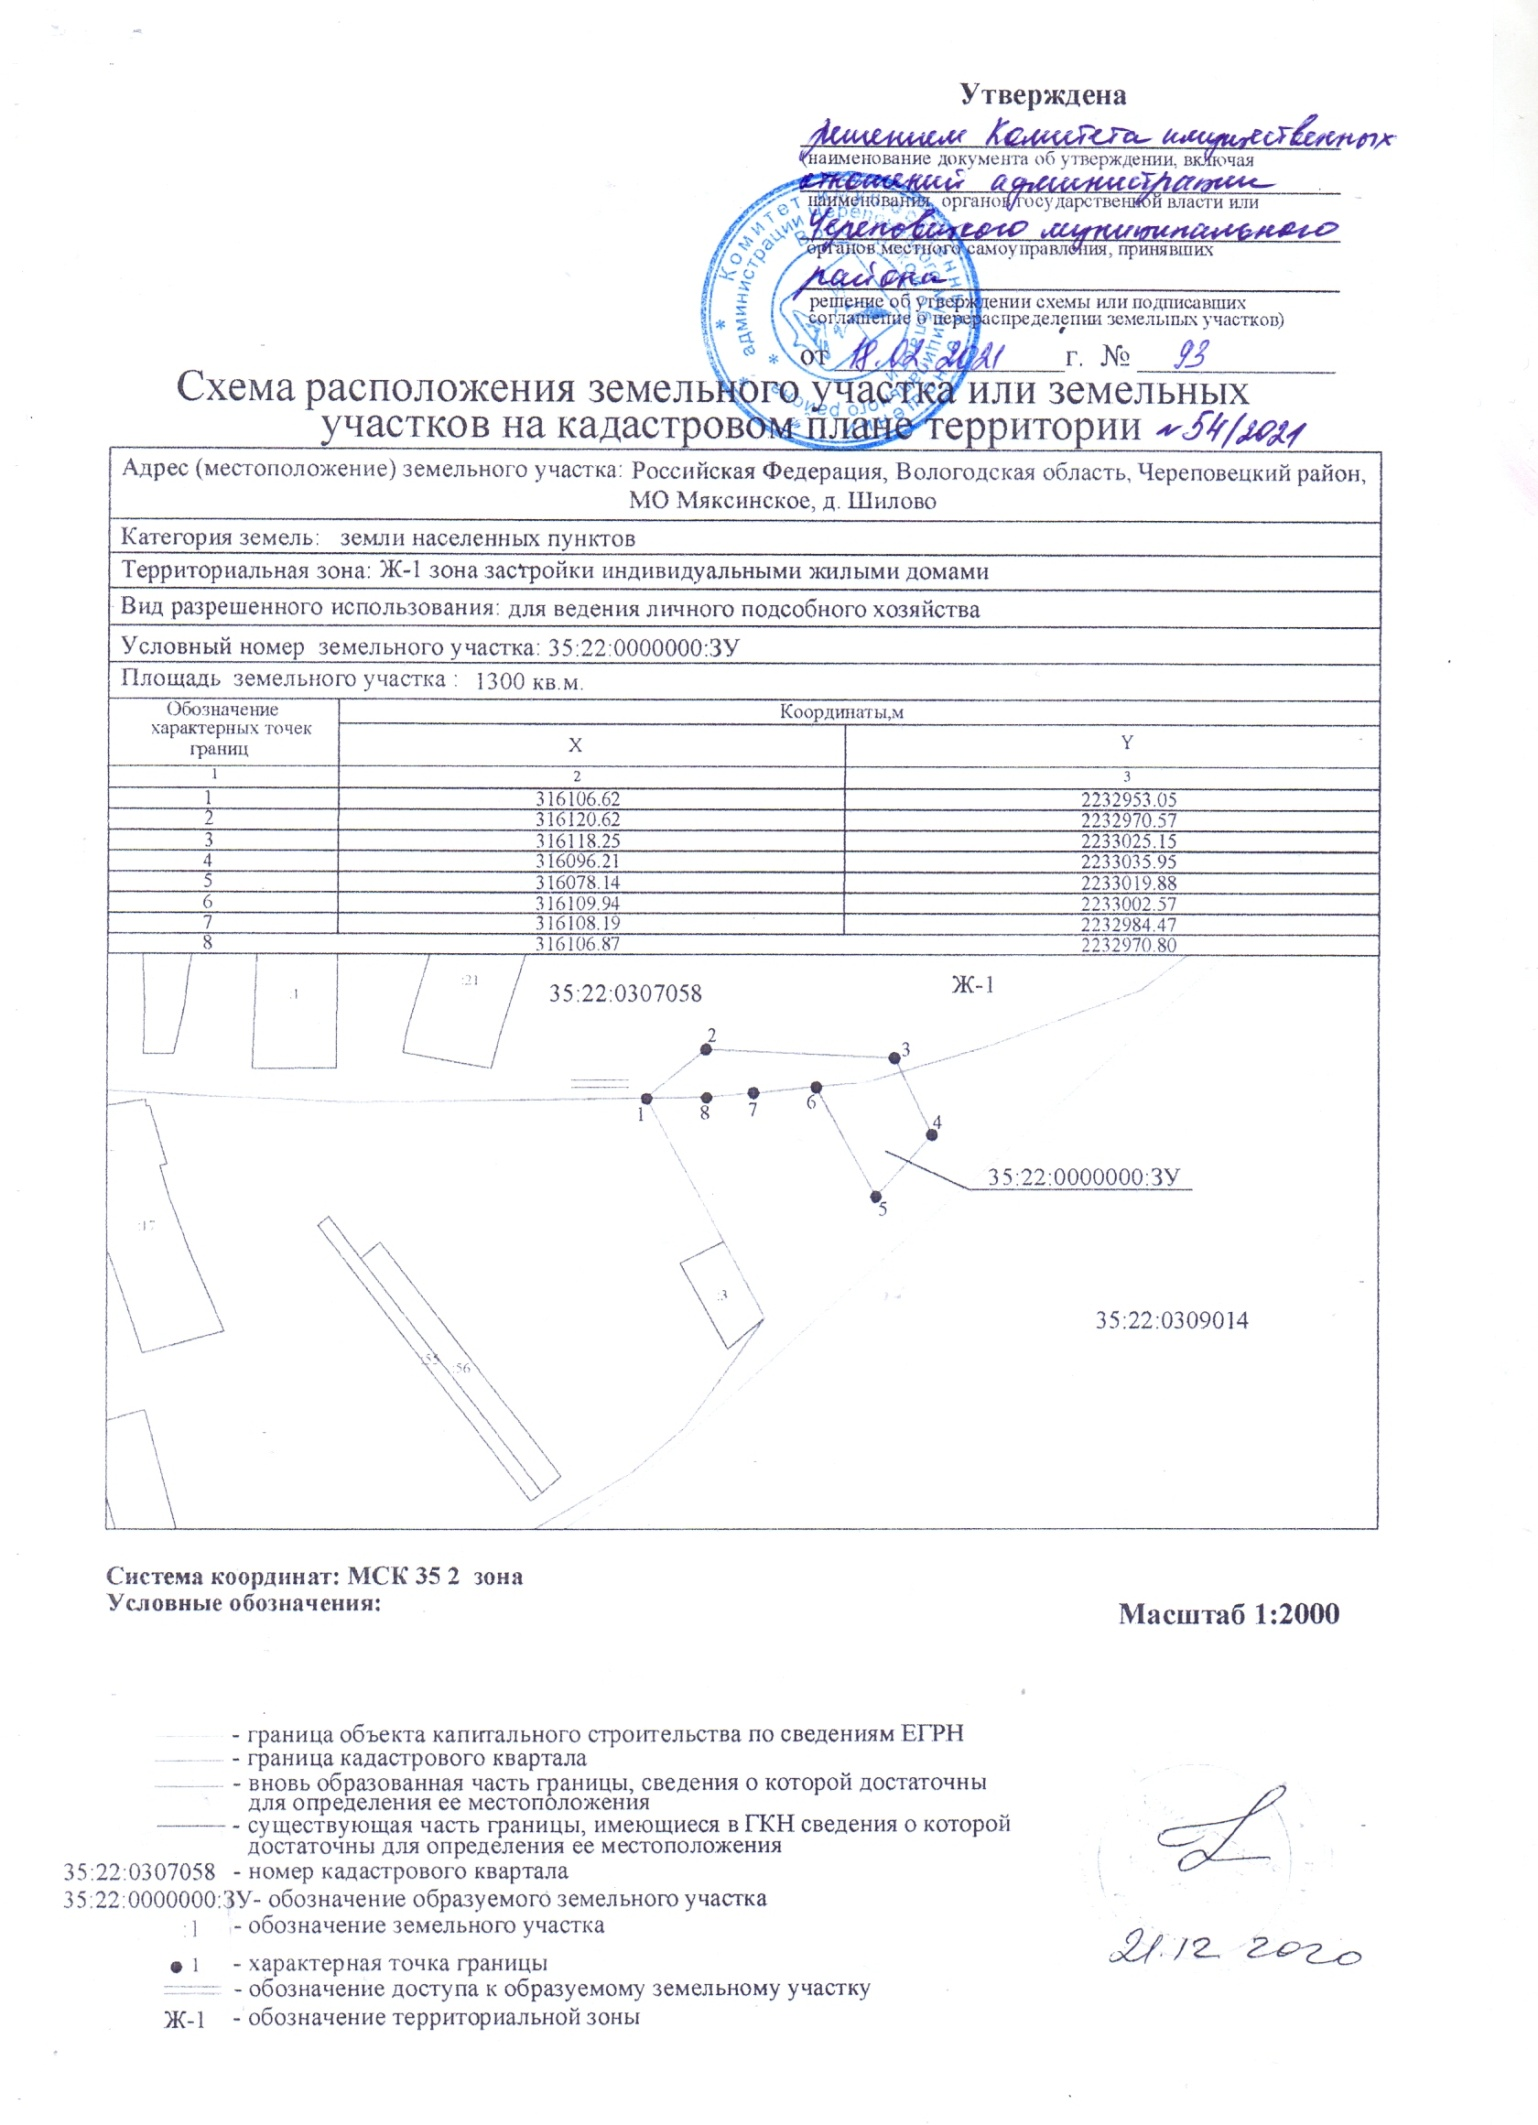 Утверждена
решением Комитета имущественных
(наименование документа об утверждении, включая
отношений администрации
наименования органов государственной власти или
Череповецкого муниципального
органов местного самоуправления, принявших
района
решение об утверждении схемы или подписавших
соглашение о перераспределении земельных участков)
от 18.02.2021 г. № 93
Схема расположения земельного участка или земельных
участков на кадастровом плане территории № 54/2021
Адрес (местоположение) земельного участка: Российская Федерация, Вологодская область, Череповецкий район,
МО Мяксинское, д. Шилово
Категория земель: земли населенных пунктов
Территориальная зона: Ж-1 зона застройки индивидуальными жилыми домами
Вид разрешенного использования: для ведения личного подсобного хозяйства
Условный номер земельного участка: 35:22:0000000:ЗУ
Площадь земельного участка : 1300 кв.м.
Обозначение
характерных точек
границ
Координаты,м
X Y
1 2 3
1 316106.62 2232953.05
2 316120.62 2232970.57
3 316118.25 2233025.15
4 316096.21 2233035.95
5 316078.14 2233019.88
6 316109.94 2233002.57
7 316108.19 2232984.47
8 316106.87 2232970.80
:1
:21
35:22:0307058
Ж-1
2
3
1
8
7
6
4
35:22:0000000:ЗУ
5
:17
:3
35:22:0309014
:55
:56
Система координат: МСК 35 2 зона
Условные обозначения:
Масштаб 1:2000
- граница объекта капитального строительства по сведениям ЕГРН
- граница кадастрового квартала
- вновь образованная часть границы, сведения о которой достаточны
для определения ее местоположения
- существующая часть границы, имеющиеся в ГКН сведения о которой
достаточны для определения ее местоположения
35:22:0307058 - номер кадастрового квартала
35:22:0000000:ЗУ- обозначение образуемого земельного участка
:1 - обозначение земельного участка
1 - характерная точка границы
- обозначение доступа к образуемому земельному участку
Ж-1 - обозначение территориальной зоны
21.12 2020